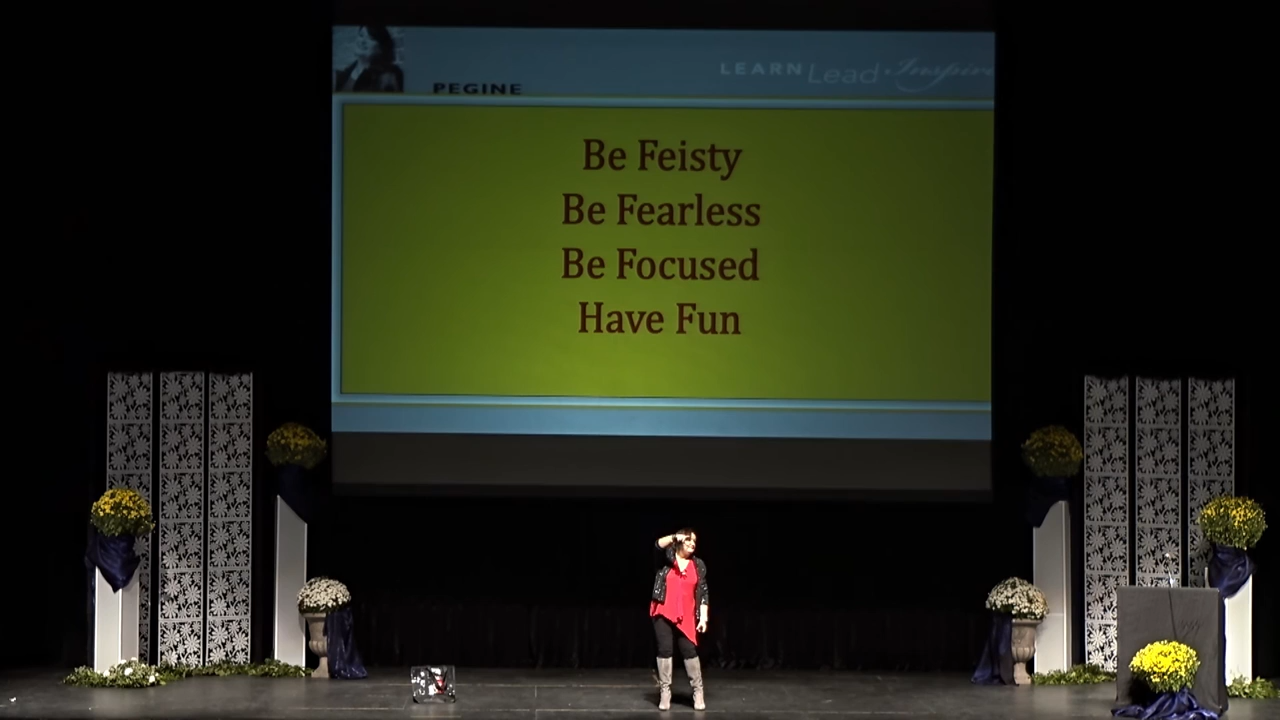 LEARN Lead Inspire
PEGINE
Be Feisty
Be Fearless
Be Focused
Have Fun